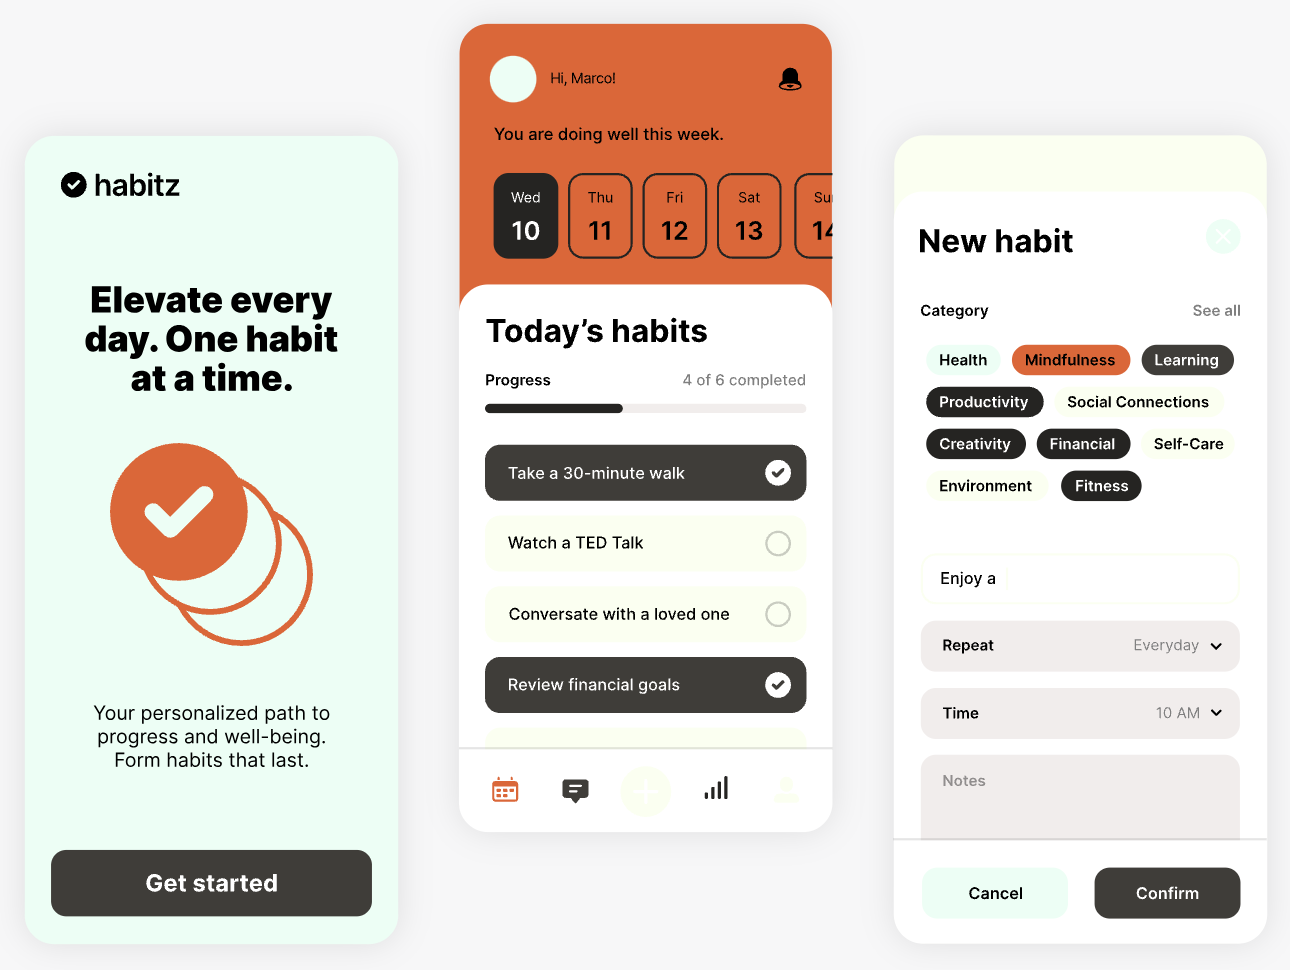 habitz
Elevate every
day. One habit
at a time.
Your personalized path to
progress and well-being.
Form habits that last.
Get started
Hi, Marco!
You are doing well this week.
Wed Thu Fri Sat Su
10 11 12 13 14
Today's habits
Progress 4 of 6 completed
Take a 30-minute walk
Watch a TED Talk
Conversate with a loved one
Review financial goals
New habit
Category See all
Health Mindfulness Learning
Productivity Social Connections
Creativity Financial Self-Care
Environment Fitness
Enjoy a
Repeat Everyday
Time 10 AM
Notes
Cancel Confirm